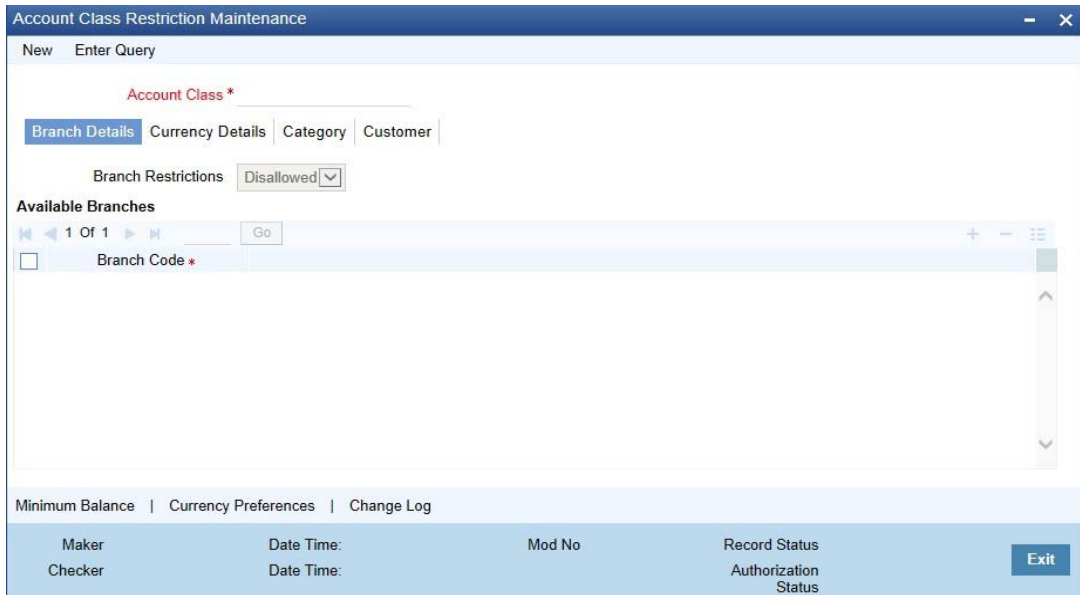 Account Class Restriction Maintenance
New Enter Query
Account Class *
Branch Details Currency Details Category Customer
Branch Restrictions Disallowed
Available Branches
1 Of 1 Go
Branch Code *
Minimum Balance | Currency Preferences | Change Log
Maker Date Time: Mod No Record Status
Checker Date Time: Authorization
Status
Exit